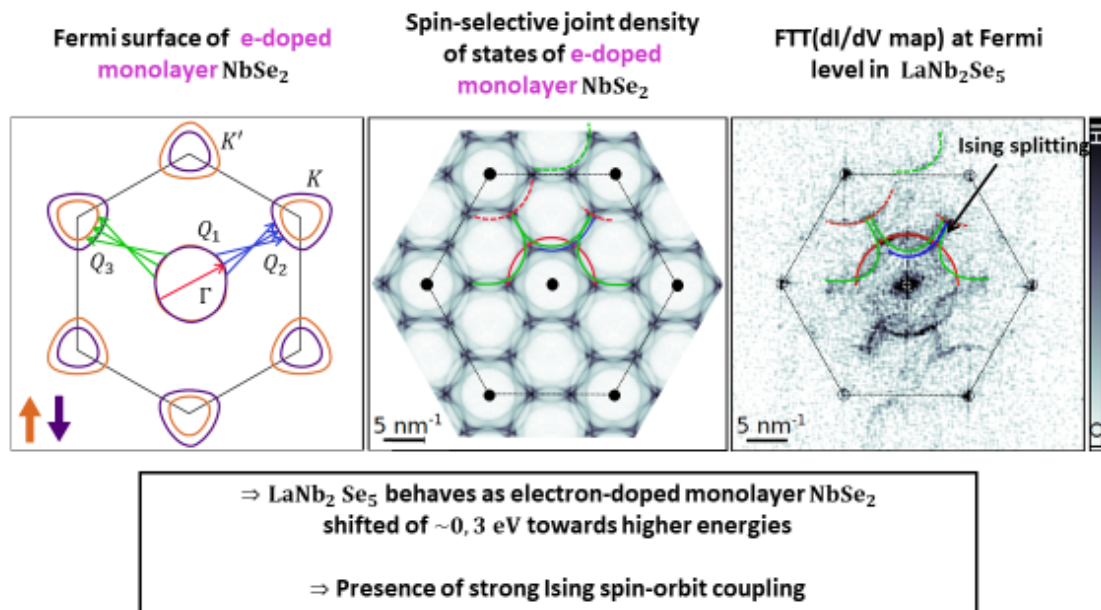 Fermi surface of e-doped
monolayer NbSe₂
Spin-selective joint density
of states of e-doped
monolayer NbSe₂
FTT(dI/dV map) at Fermi
level in LaNb₂Se₅
K'
K
Q₁
Q₃
Q₂
Γ
5 nm⁻¹
Ising splitting
5 nm⁻¹
⇒ LaNb₂ Se₅ behaves as electron-doped monolayer NbSe₂
shifted of ~0, 3 eV towards higher energies
⇒ Presence of strong Ising spin-orbit coupling